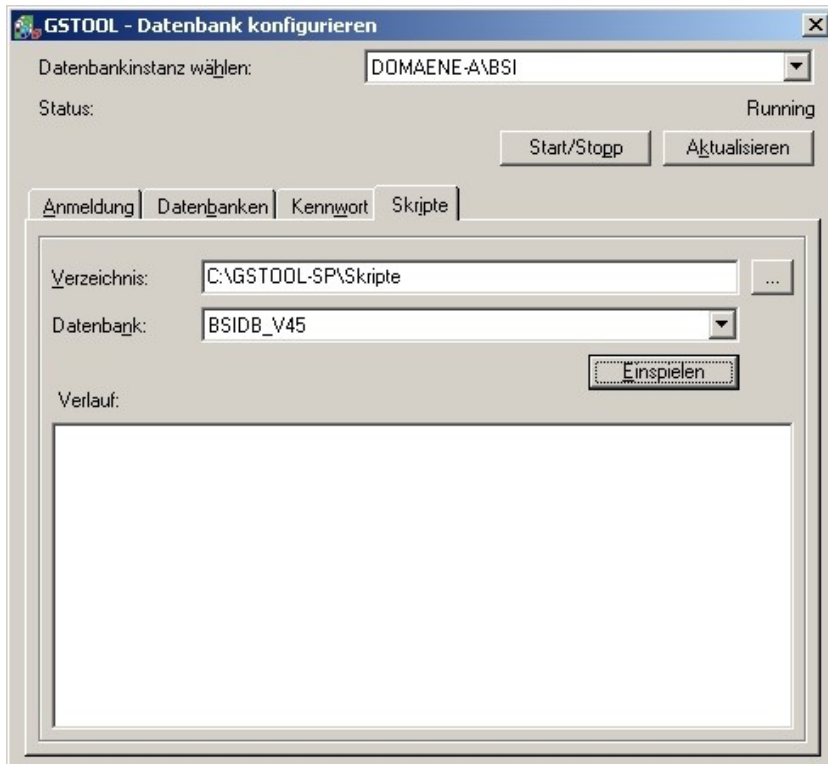 GSTOOL - Datenbank konfigurieren
Datenbankinstanz wählen: DOMAENE-A\BSI
Status: Running
Start/Stopp Aktualisieren
Anmeldung Datenbanken Kennwort Skripte
Verzeichnis: C:\GSTOOL-SP\Skripte ...
Datenbank: BSIDB_V45
Einspielen
Verlauf: